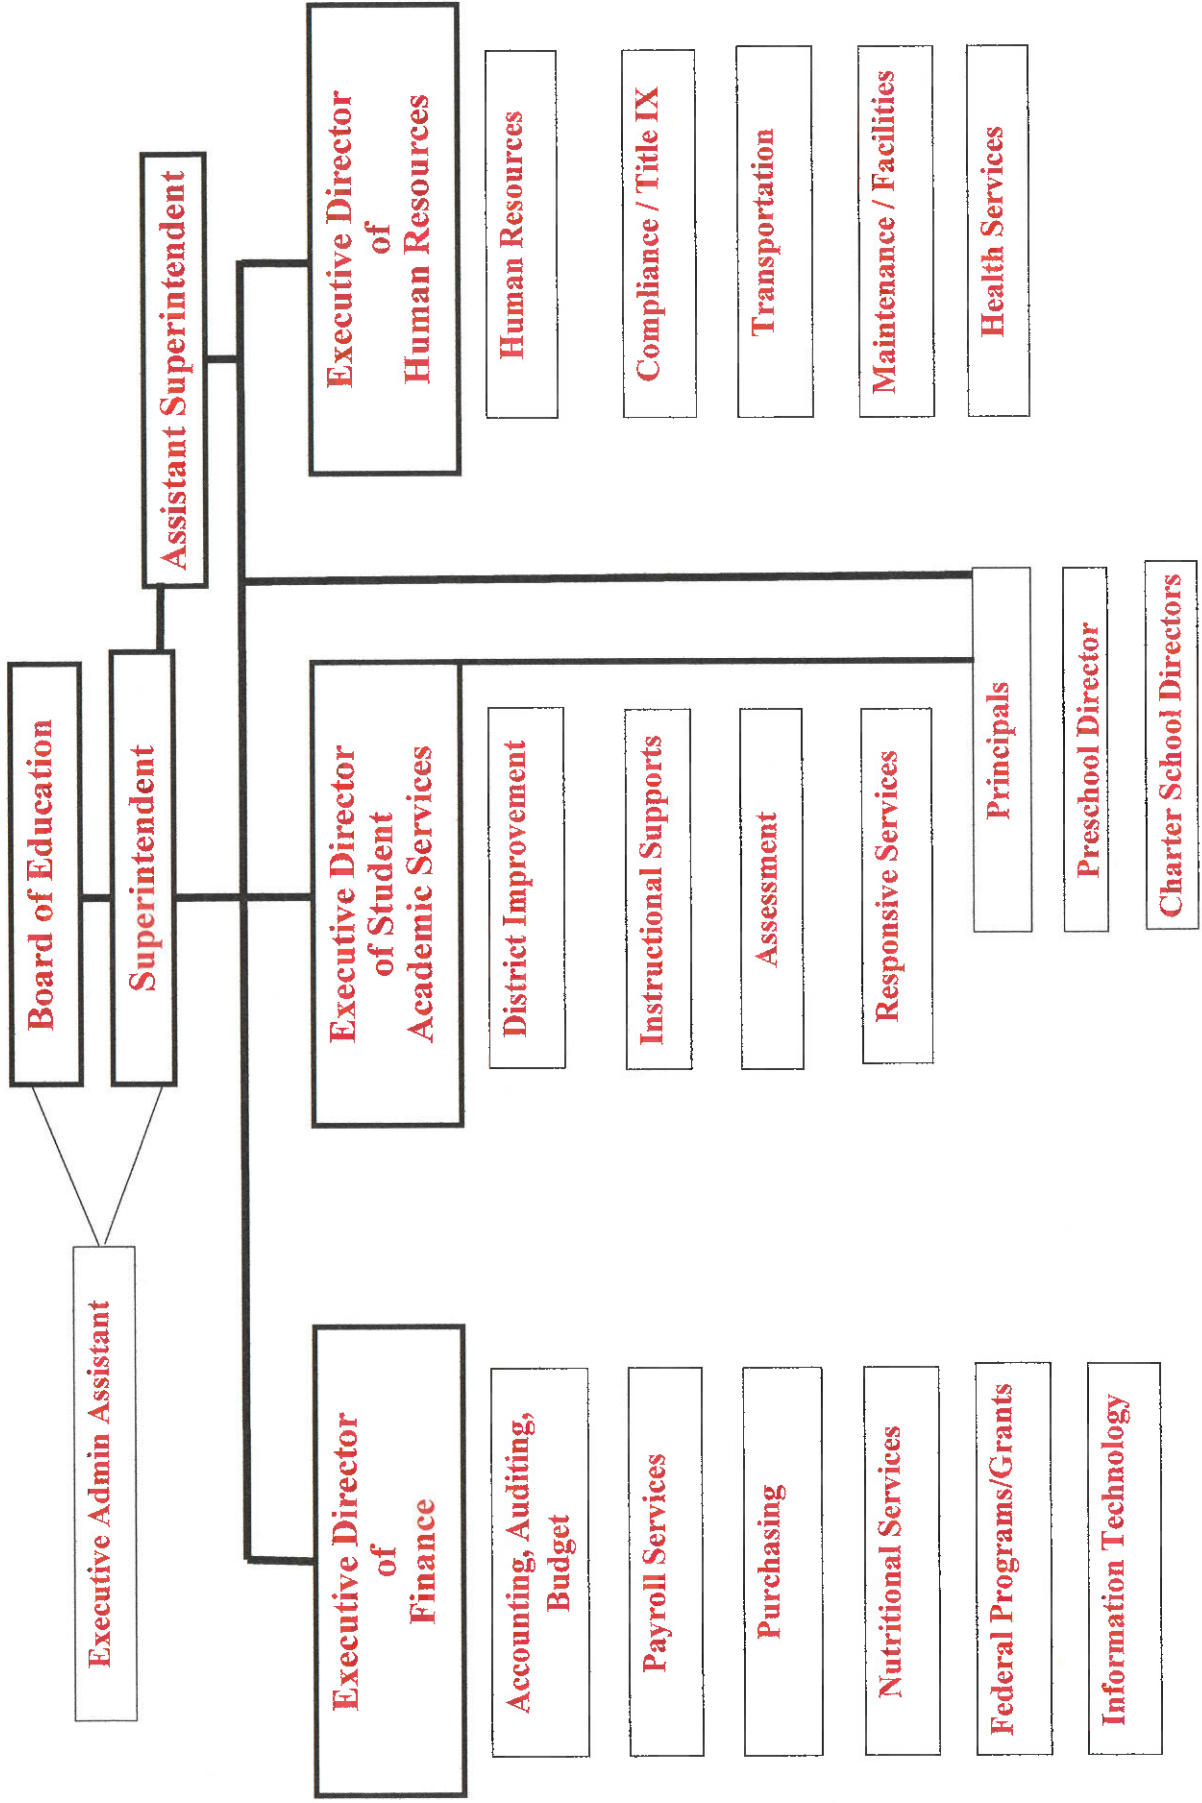 Board of Education
Executive Admin Assistant
Superintendent
Assistant Superintendent
Executive Director
of
Finance
Executive Director
of Student
Academic Services
Executive Director
of
Human Resources
Accounting, Auditing,
Budget
Payroll Services
Purchasing
Nutritional Services
Federal Programs/Grants
Information Technology
District Improvement
Instructional Supports
Assessment
Responsive Services
Principals
Preschool Director
Charter School Directors
Human Resources
Compliance / Title IX
Transportation
Maintenance / Facilities
Health Services